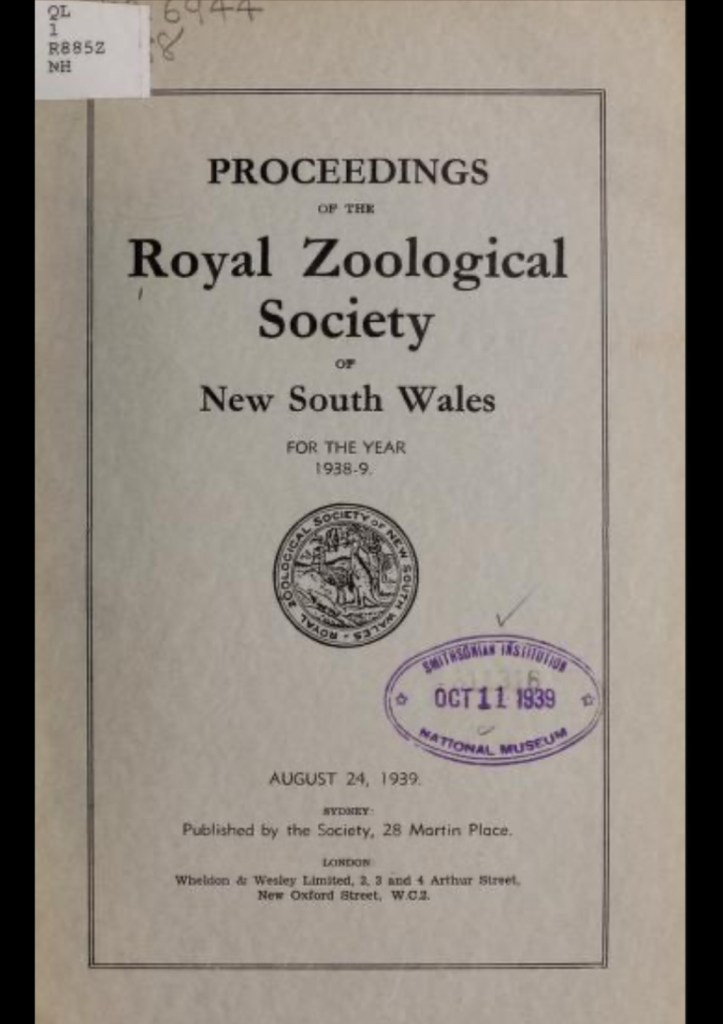 QL
1
R885Z
NH
PROCEEDINGS
OF THE
Royal Zoological
Society
OF
New South Wales
FOR THE YEAR
1938-9.
ROYAL ZOOLOGICAL SOCIETY OF NEW SOUTH WALES
SMITHSONIAN INSTITUTION
OCT 11 1939
NATIONAL MUSEUM
AUGUST 24, 1939.
SYDNEY:
Published by the Society, 28 Martin Place.
LONDON:
Wheldon & Wesley Limited, 2, 3 and 4 Arthur Street,
New Oxford Street, W.C.2.